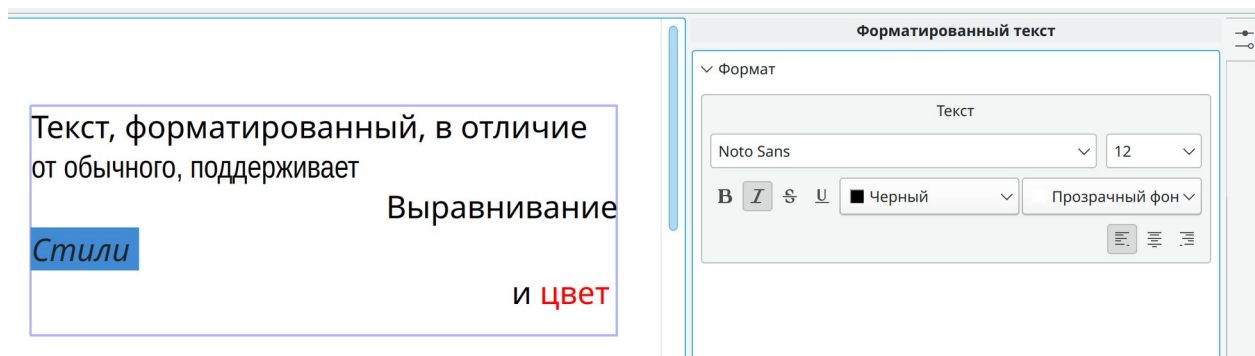 Текст, форматированный, в отличие
от обычного, поддерживает
Выравнивание
Стили
и цвет
Форматированный текст
Формат
Текст
Noto Sans
12
B I S U Черный Прозрачный фон